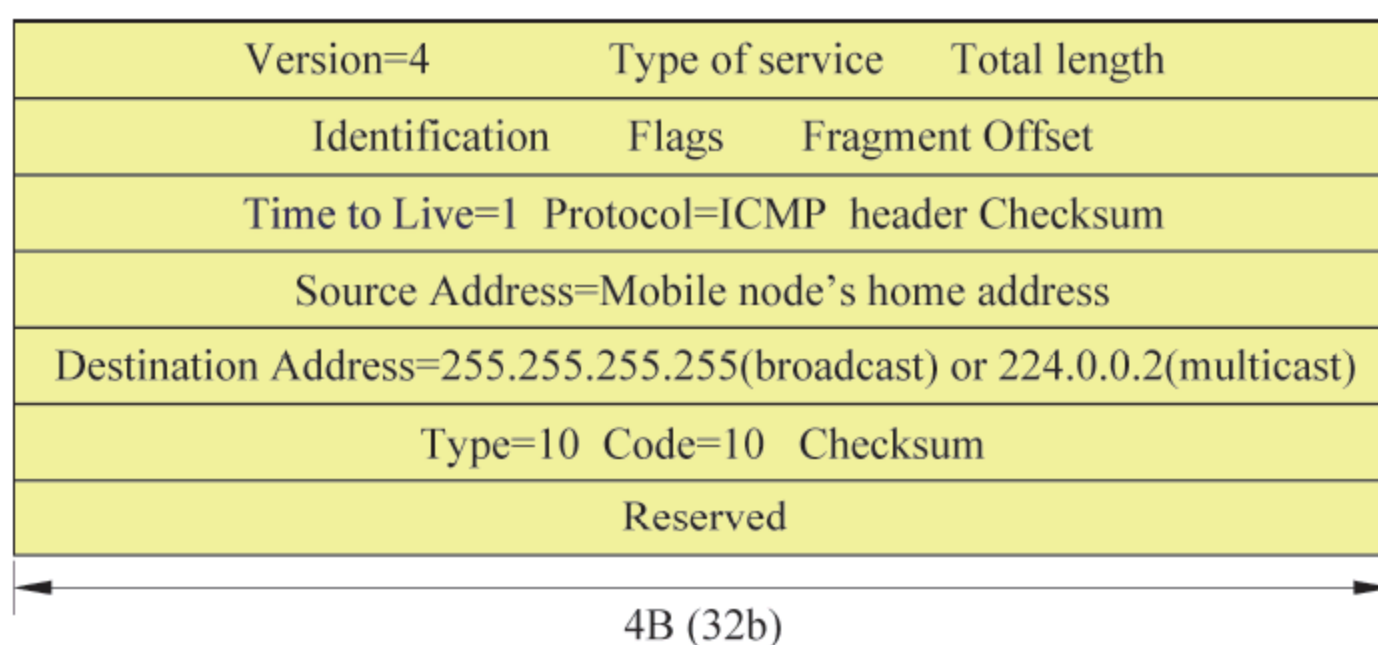 Version=4 Type of service Total length
Identification Flags Fragment Offset
Time to Live=1 Protocol=ICMP header Checksum
Source Address=Mobile node’s home address
Destination Address=255.255.255.255(broadcast) or 224.0.0.2(multicast)
Type=10 Code=10 Checksum
Reserved
4B (32b)